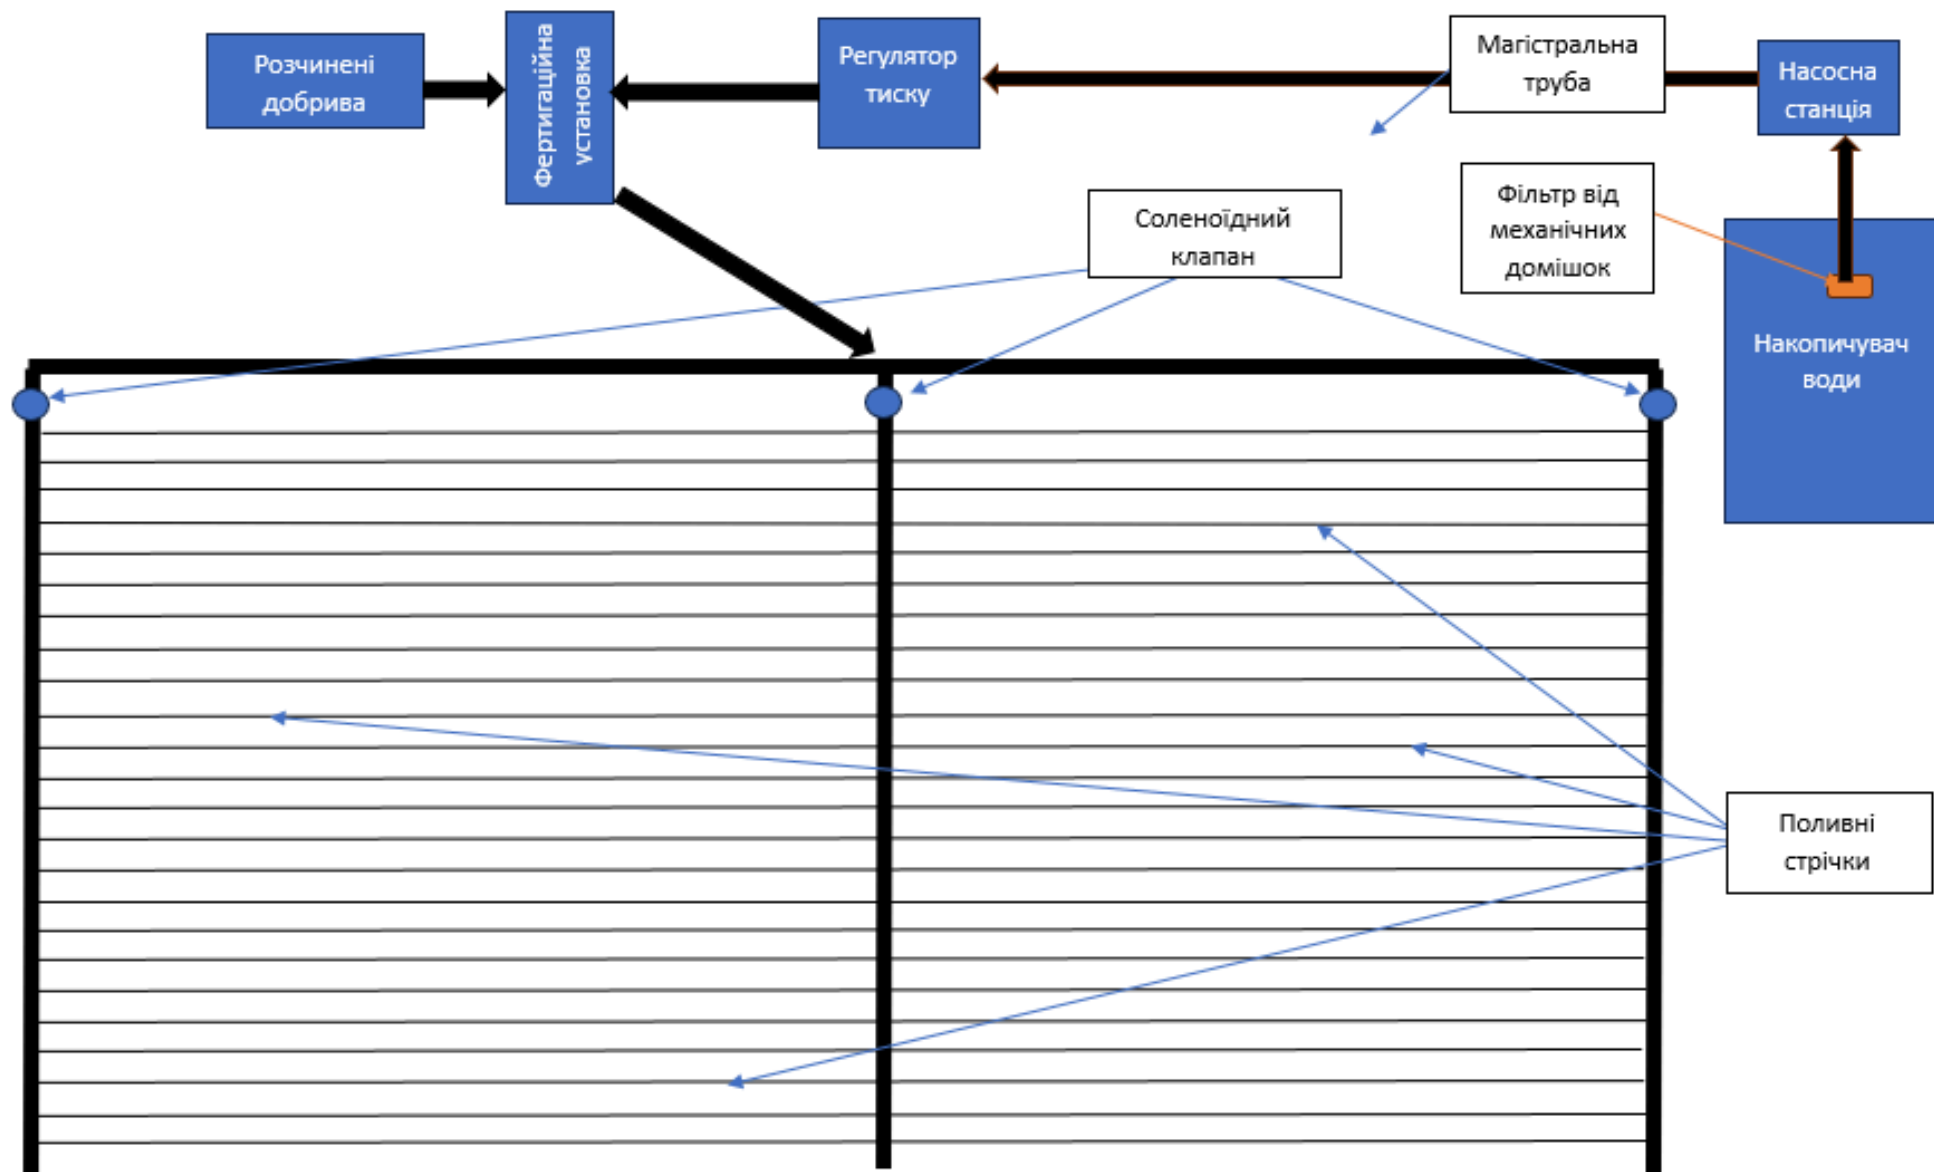 Розчинені
добрива
Фертигаційна
установка
Регулятор
тиску
Магістральна
труба
Насосна
станція
Соленоїдний
клапан
Фільтр від
механічних
домішок
Накопичувач
води
Поливні
стрічки